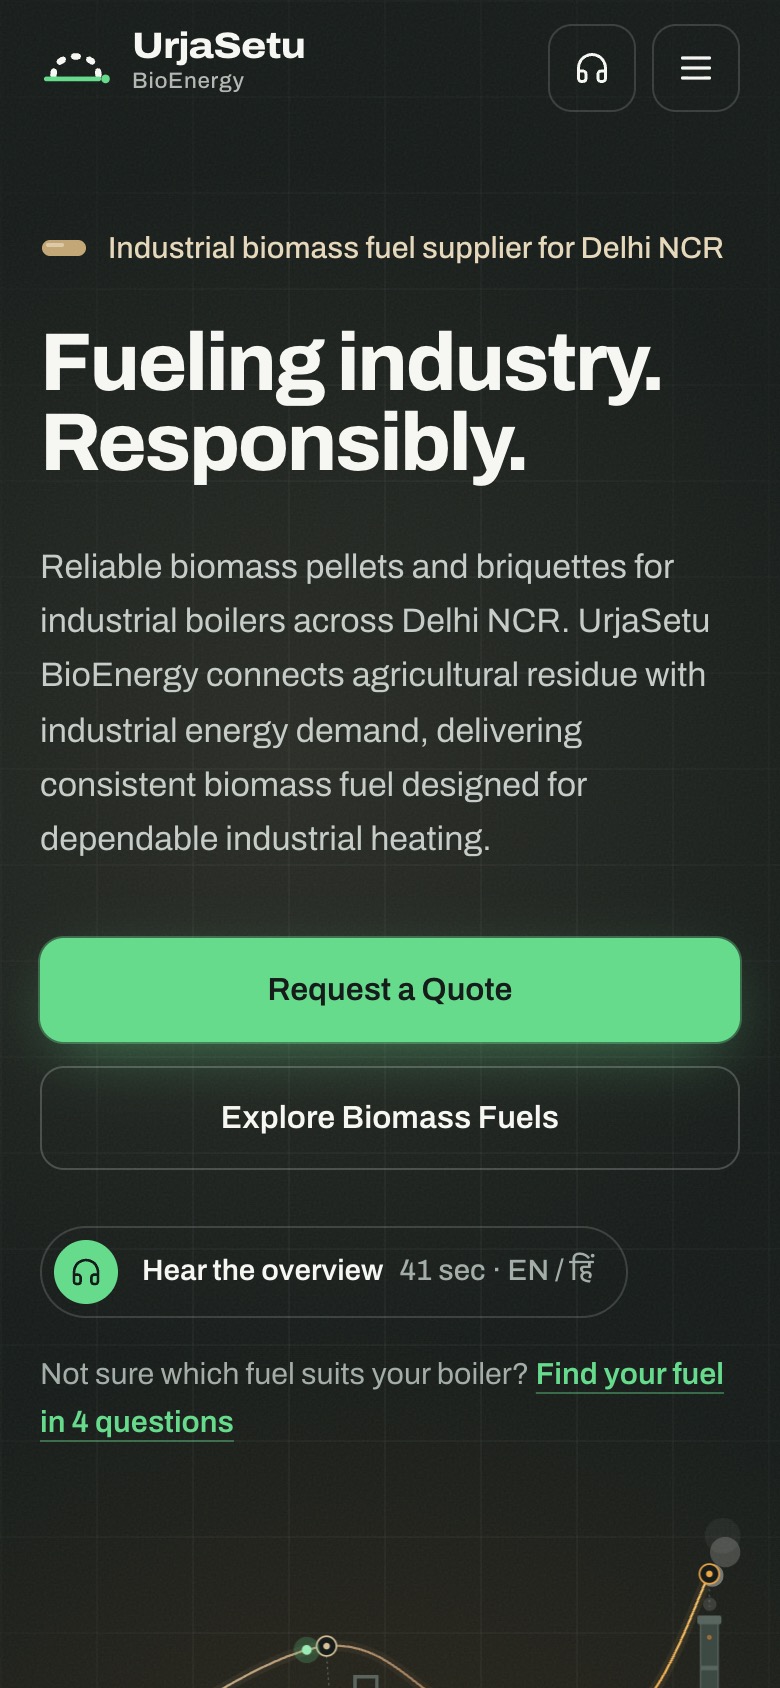 UrjaSetu
BioEnergy
Industrial biomass fuel supplier for Delhi NCR
Fueling industry.
Responsibly.
Reliable biomass pellets and briquettes for
industrial boilers across Delhi NCR. UrjaSetu
BioEnergy connects agricultural residue with
industrial energy demand, delivering
consistent biomass fuel designed for
dependable industrial heating.
Request a Quote
Explore Biomass Fuels
Hear the overview 41 sec · EN / हिं
Not sure which fuel suits your boiler? Find your fuel
in 4 questions